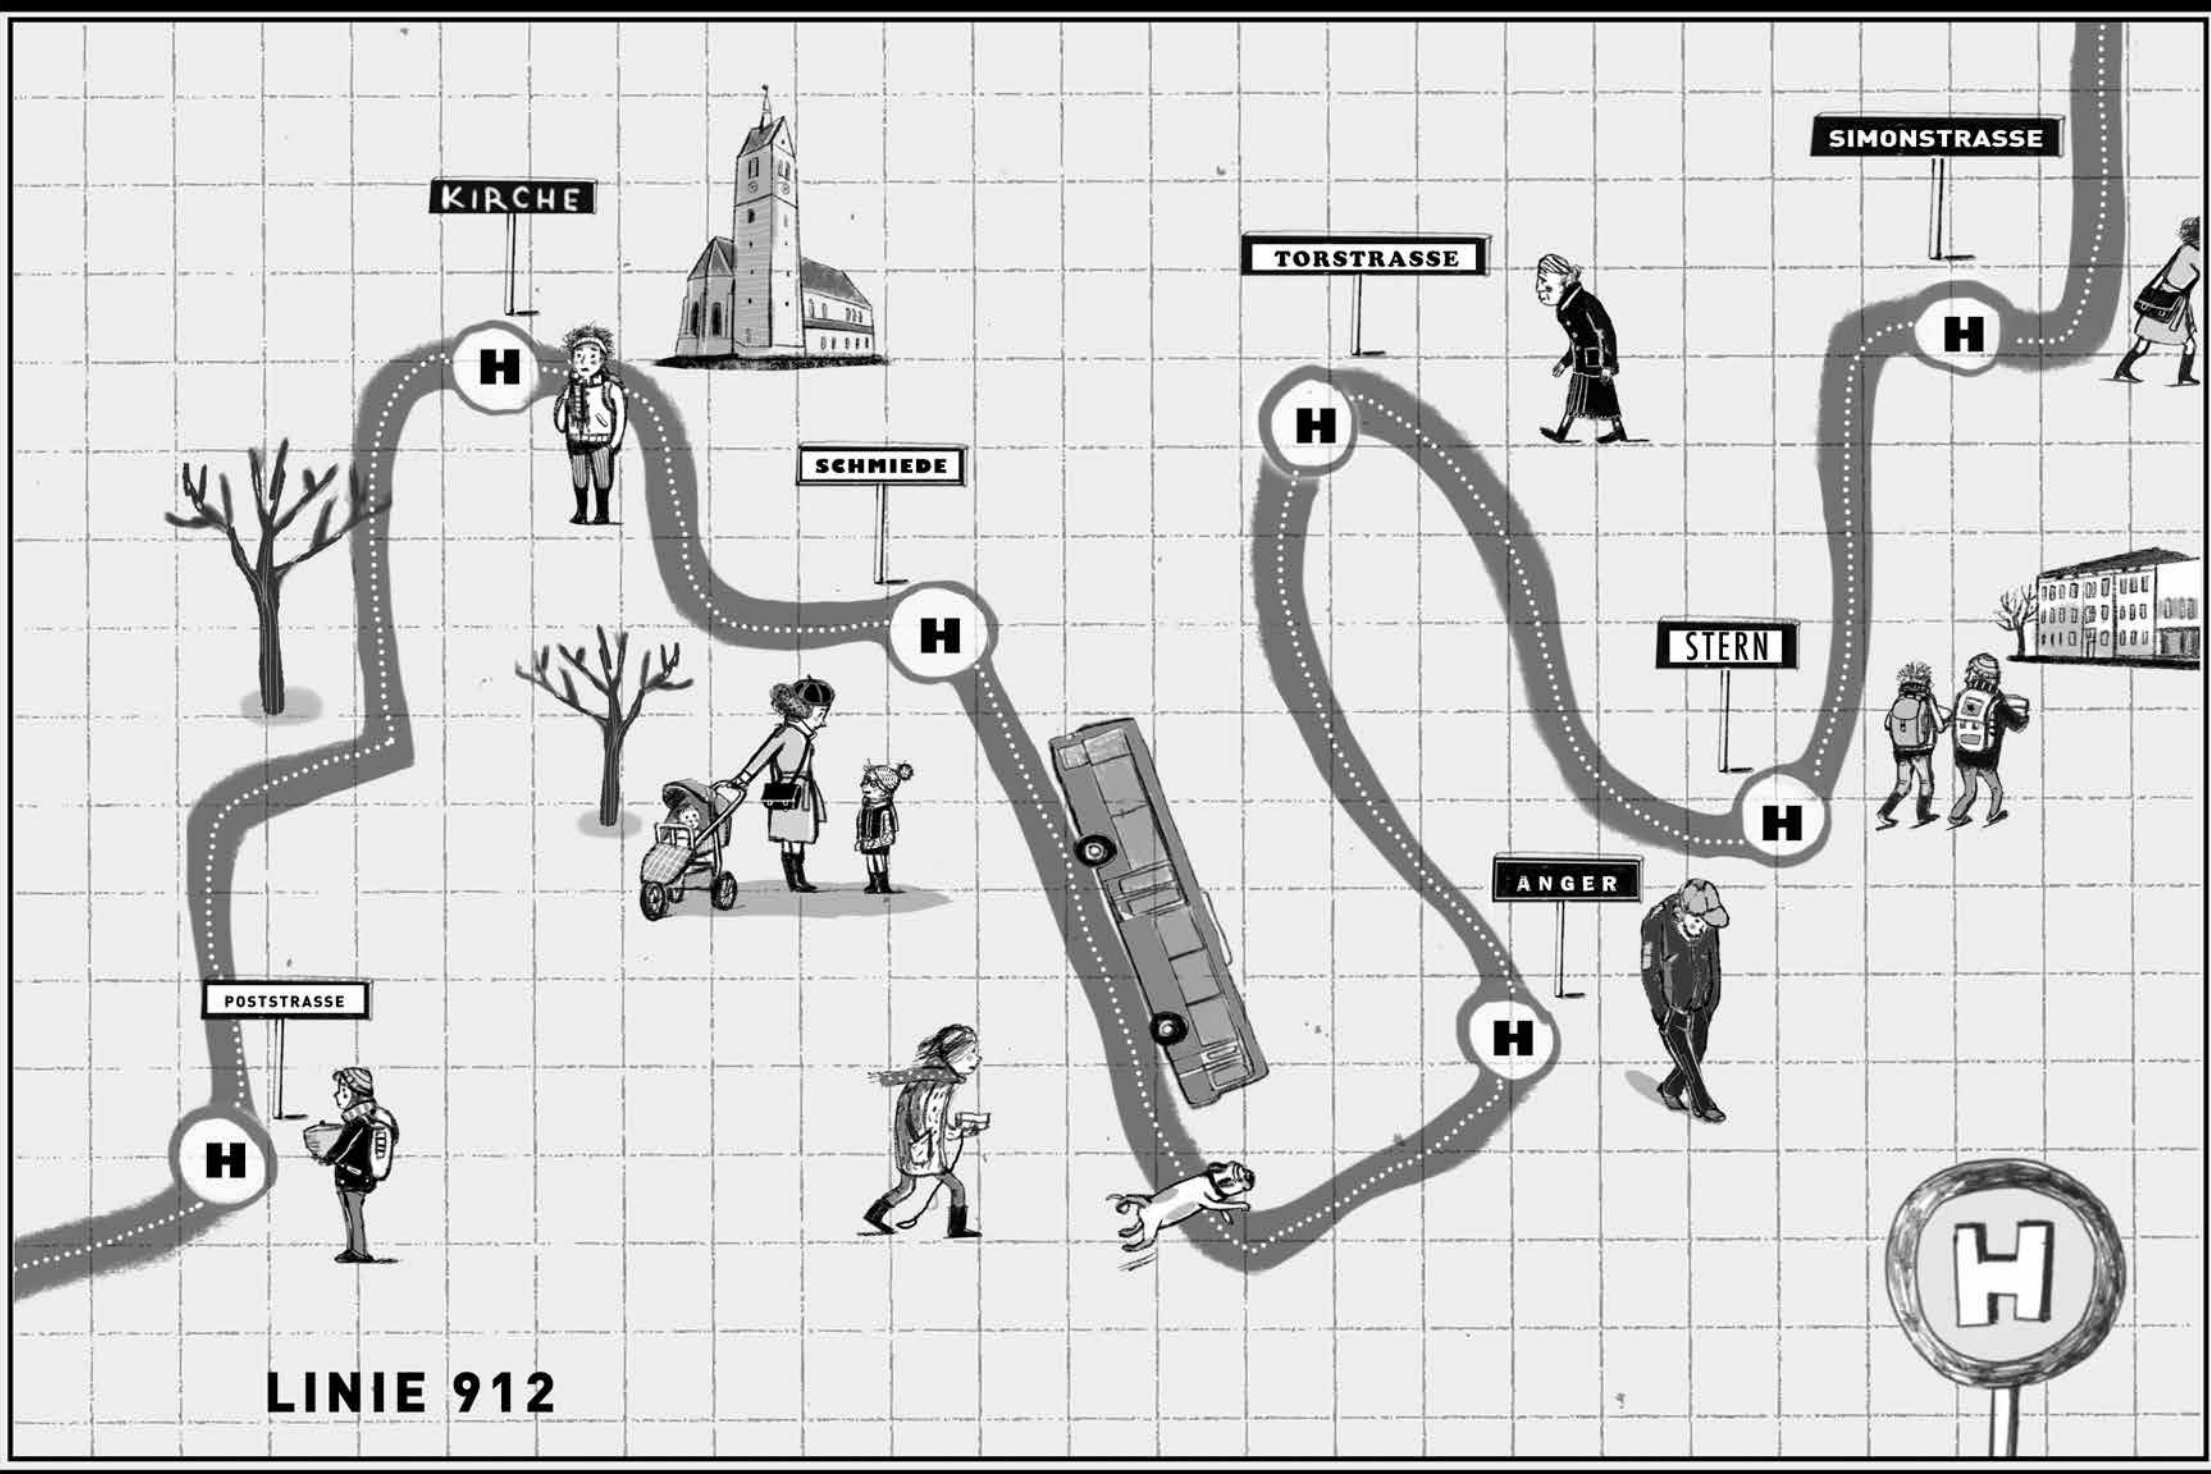 SIMONSTRASSE
KIRCHE
TORSTRASSE
H
H
H
SCHMIEDE
H
STERN
H
ANGER
POSTSTRASSE
H
H
H
LINIE 912